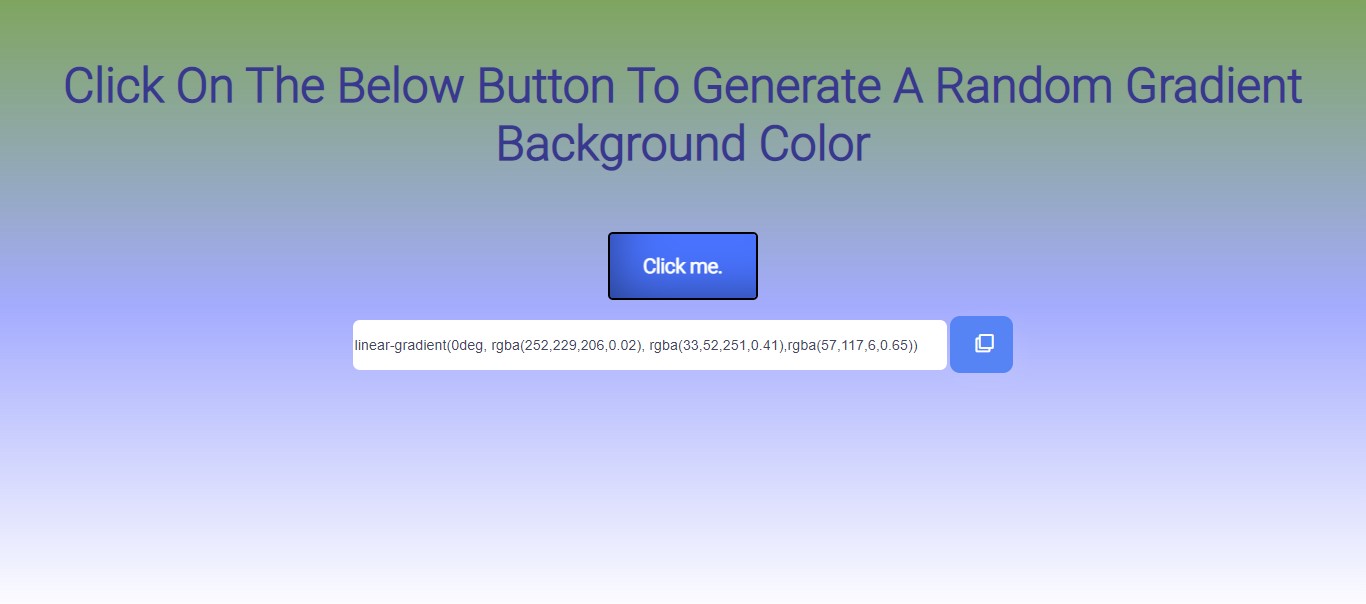 Click On The Below Button To Generate A Random Gradient
Background Color
Click me.
linear-gradient(0deg, rgba(252,229,206,0.02), rgba(33,52,251,0.41),rgba(57,117,6,0.65))